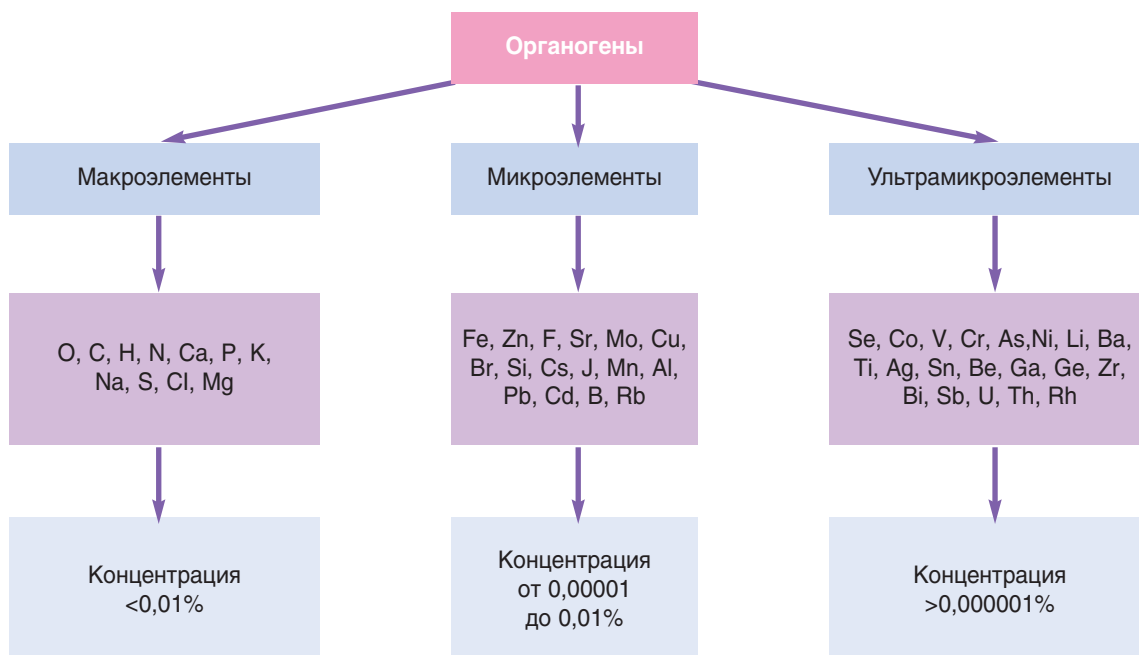 Органогены
Макроэлементы
Микроэлементы
Ультрамикроэлементы
O, C, H, N, Ca, P, K,
Na, S, Cl, Mg
Fe, Zn, F, Sr, Mo, Cu,
Br, Si, Cs, J, Mn, Al,
Pb, Cd, B, Rb
Se, Co, V, Cr, As,Ni, Li, Ba,
Ti, Ag, Sn, Be, Ga, Ge, Zr,
Bi, Sb, U, Th, Rh
Концентрация
<0,01%
Концентрация
от 0,00001
до 0,01%
Концентрация
>0,000001%